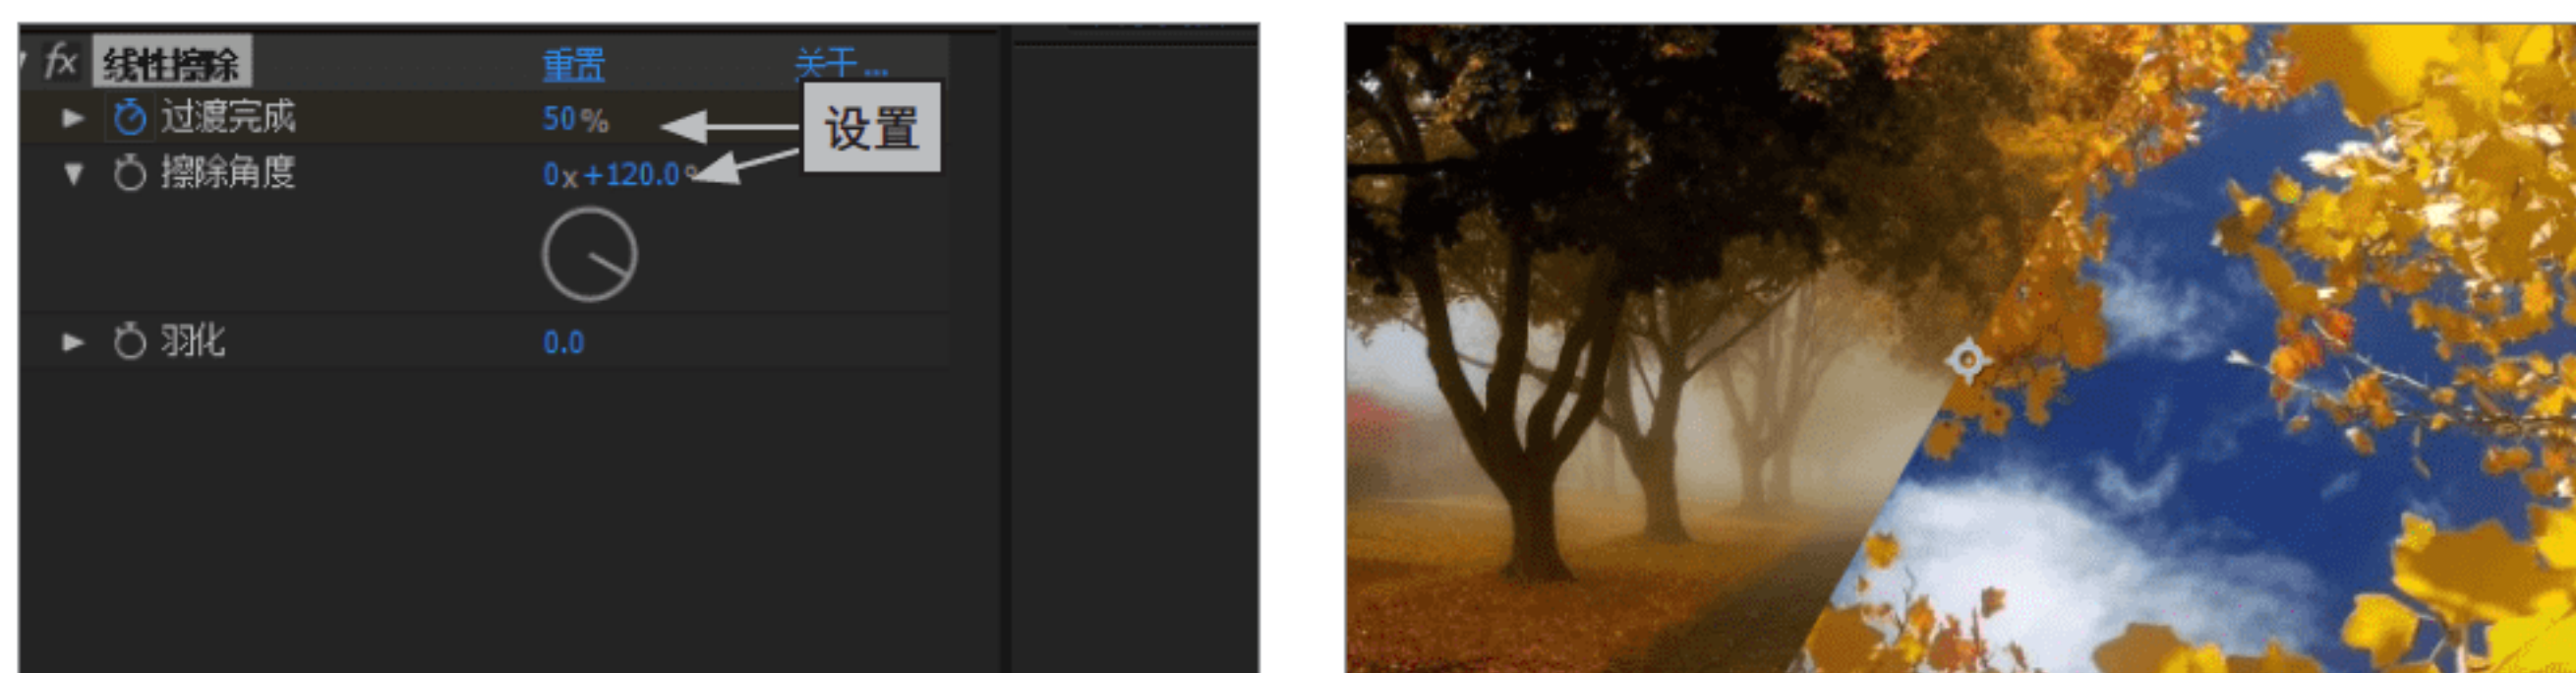 fx 线性擦除 重置 关于...
过渡完成 50%
设置
擦除角度 0x+120.0°
羽化 0.0